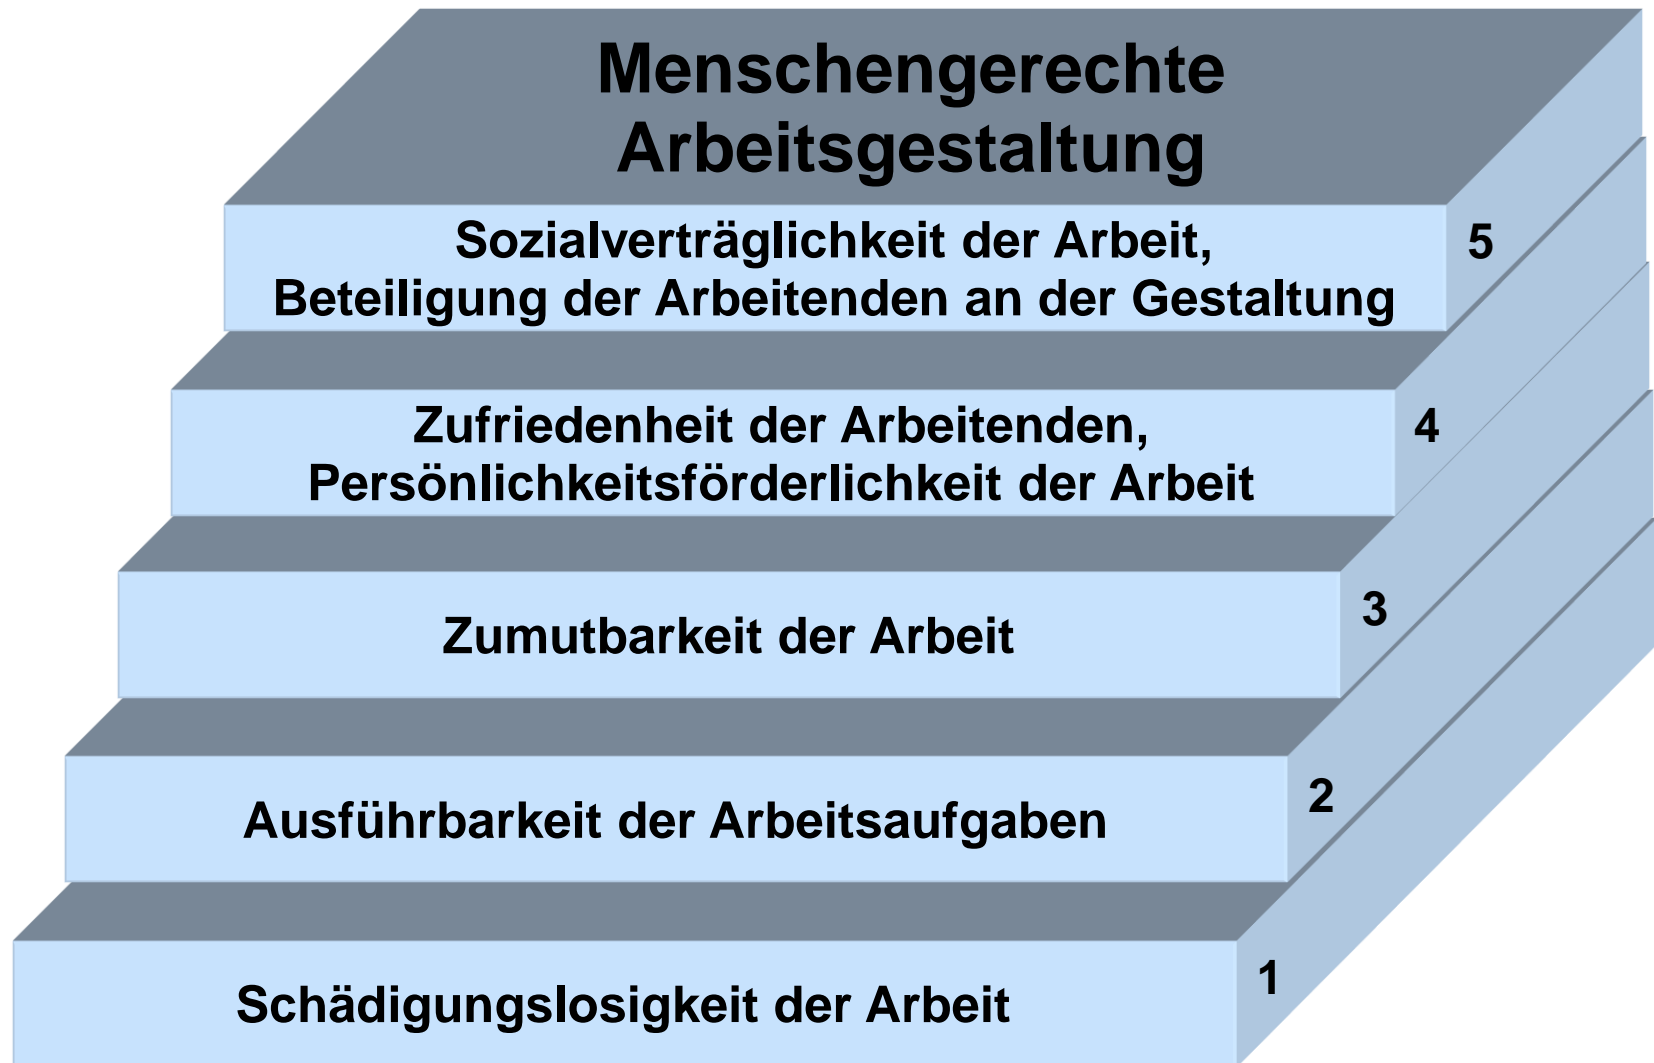 Menschengerechte
Arbeitsgestaltung
Sozialverträglichkeit der Arbeit,
Beteiligung der Arbeitenden an der Gestaltung
5
Zufriedenheit der Arbeitenden,
Persönlichkeitsförderlichkeit der Arbeit
4
Zumutbarkeit der Arbeit
3
Ausführbarkeit der Arbeitsaufgaben
2
Schädigungslosigkeit der Arbeit
1